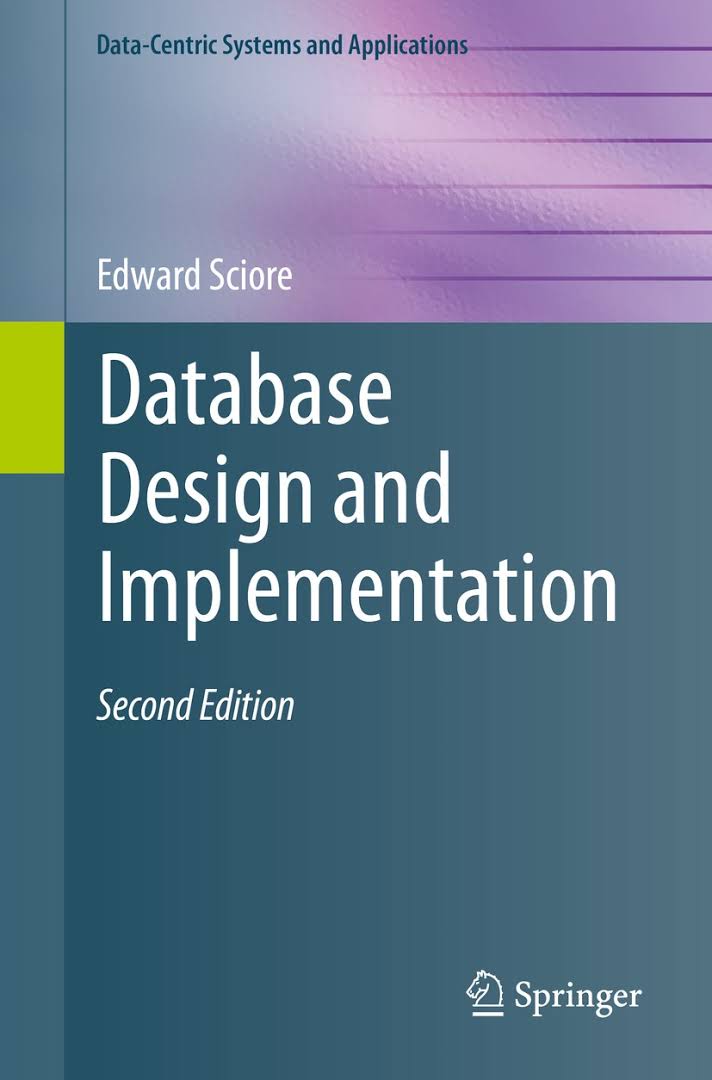 Data-Centric Systems and Applications
Edward Sciore
Database
Design and
Implementation
Second Edition
Springer